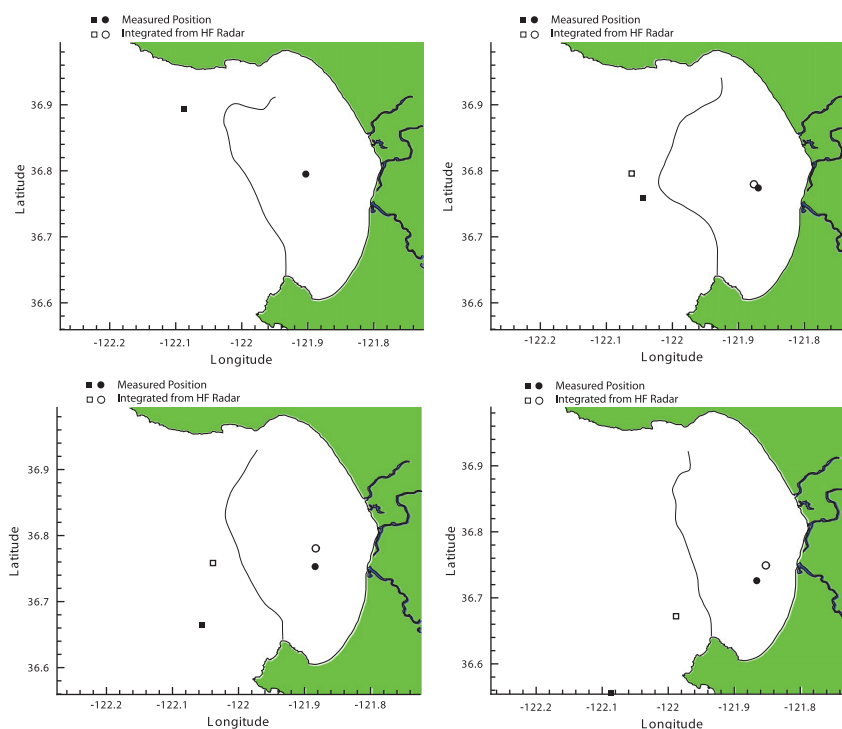 ■ ● Measured Position
□ ○ Integrated from HF Radar
36.9
36.8
36.7
36.6
Latitude
-122.2 -122.1 -122 -121.9 -121.8
Longitude
■ ● Measured Position
□ ○ Integrated from HF Radar
36.9
36.8
36.7
36.6
Latitude
-122.2 -122.1 -122 -121.9 -121.8
Longitude
■ ● Measured Position
□ ○ Integrated from HF Radar
36.9
36.8
36.7
36.6
Latitude
-122.2 -122.1 -122 -121.9 -121.8
Longitude
■ ● Measured Position
□ ○ Integrated from HF Radar
36.9
36.8
36.7
36.6
Latitude
-122.2 -122.1 -122 -121.9 -121.8
Longitude